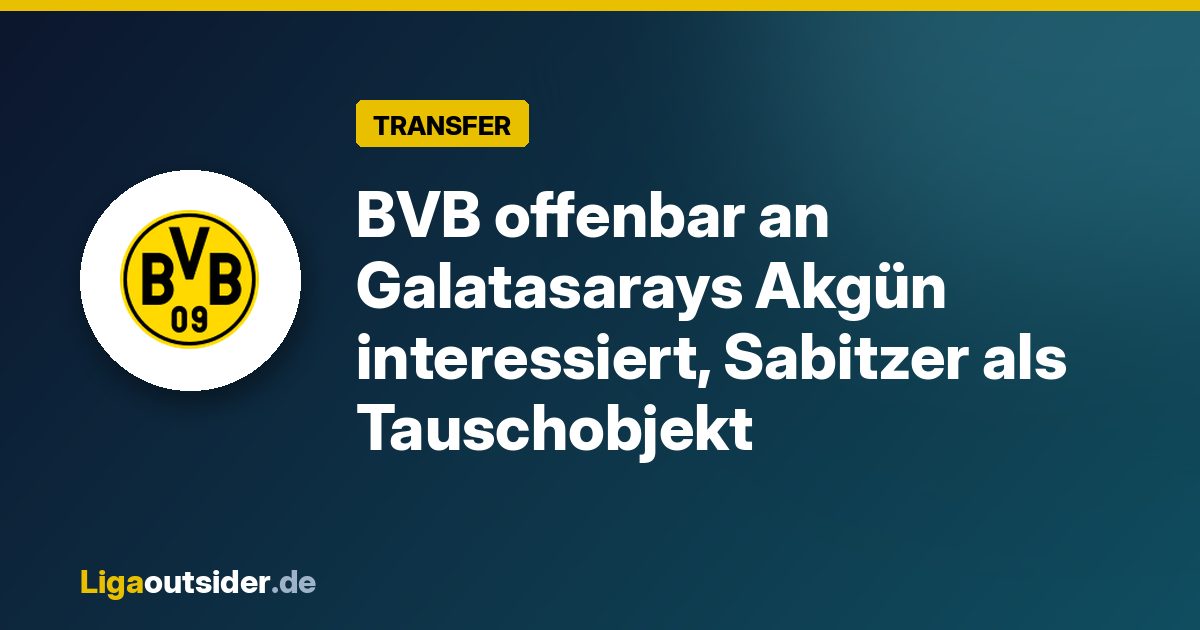 TRANSFER
BVB offenbar an
Galatasarays Akgün
interessiert, Sabitzer als
Tauschobjekt
BVB
09
Ligaoutsider.de